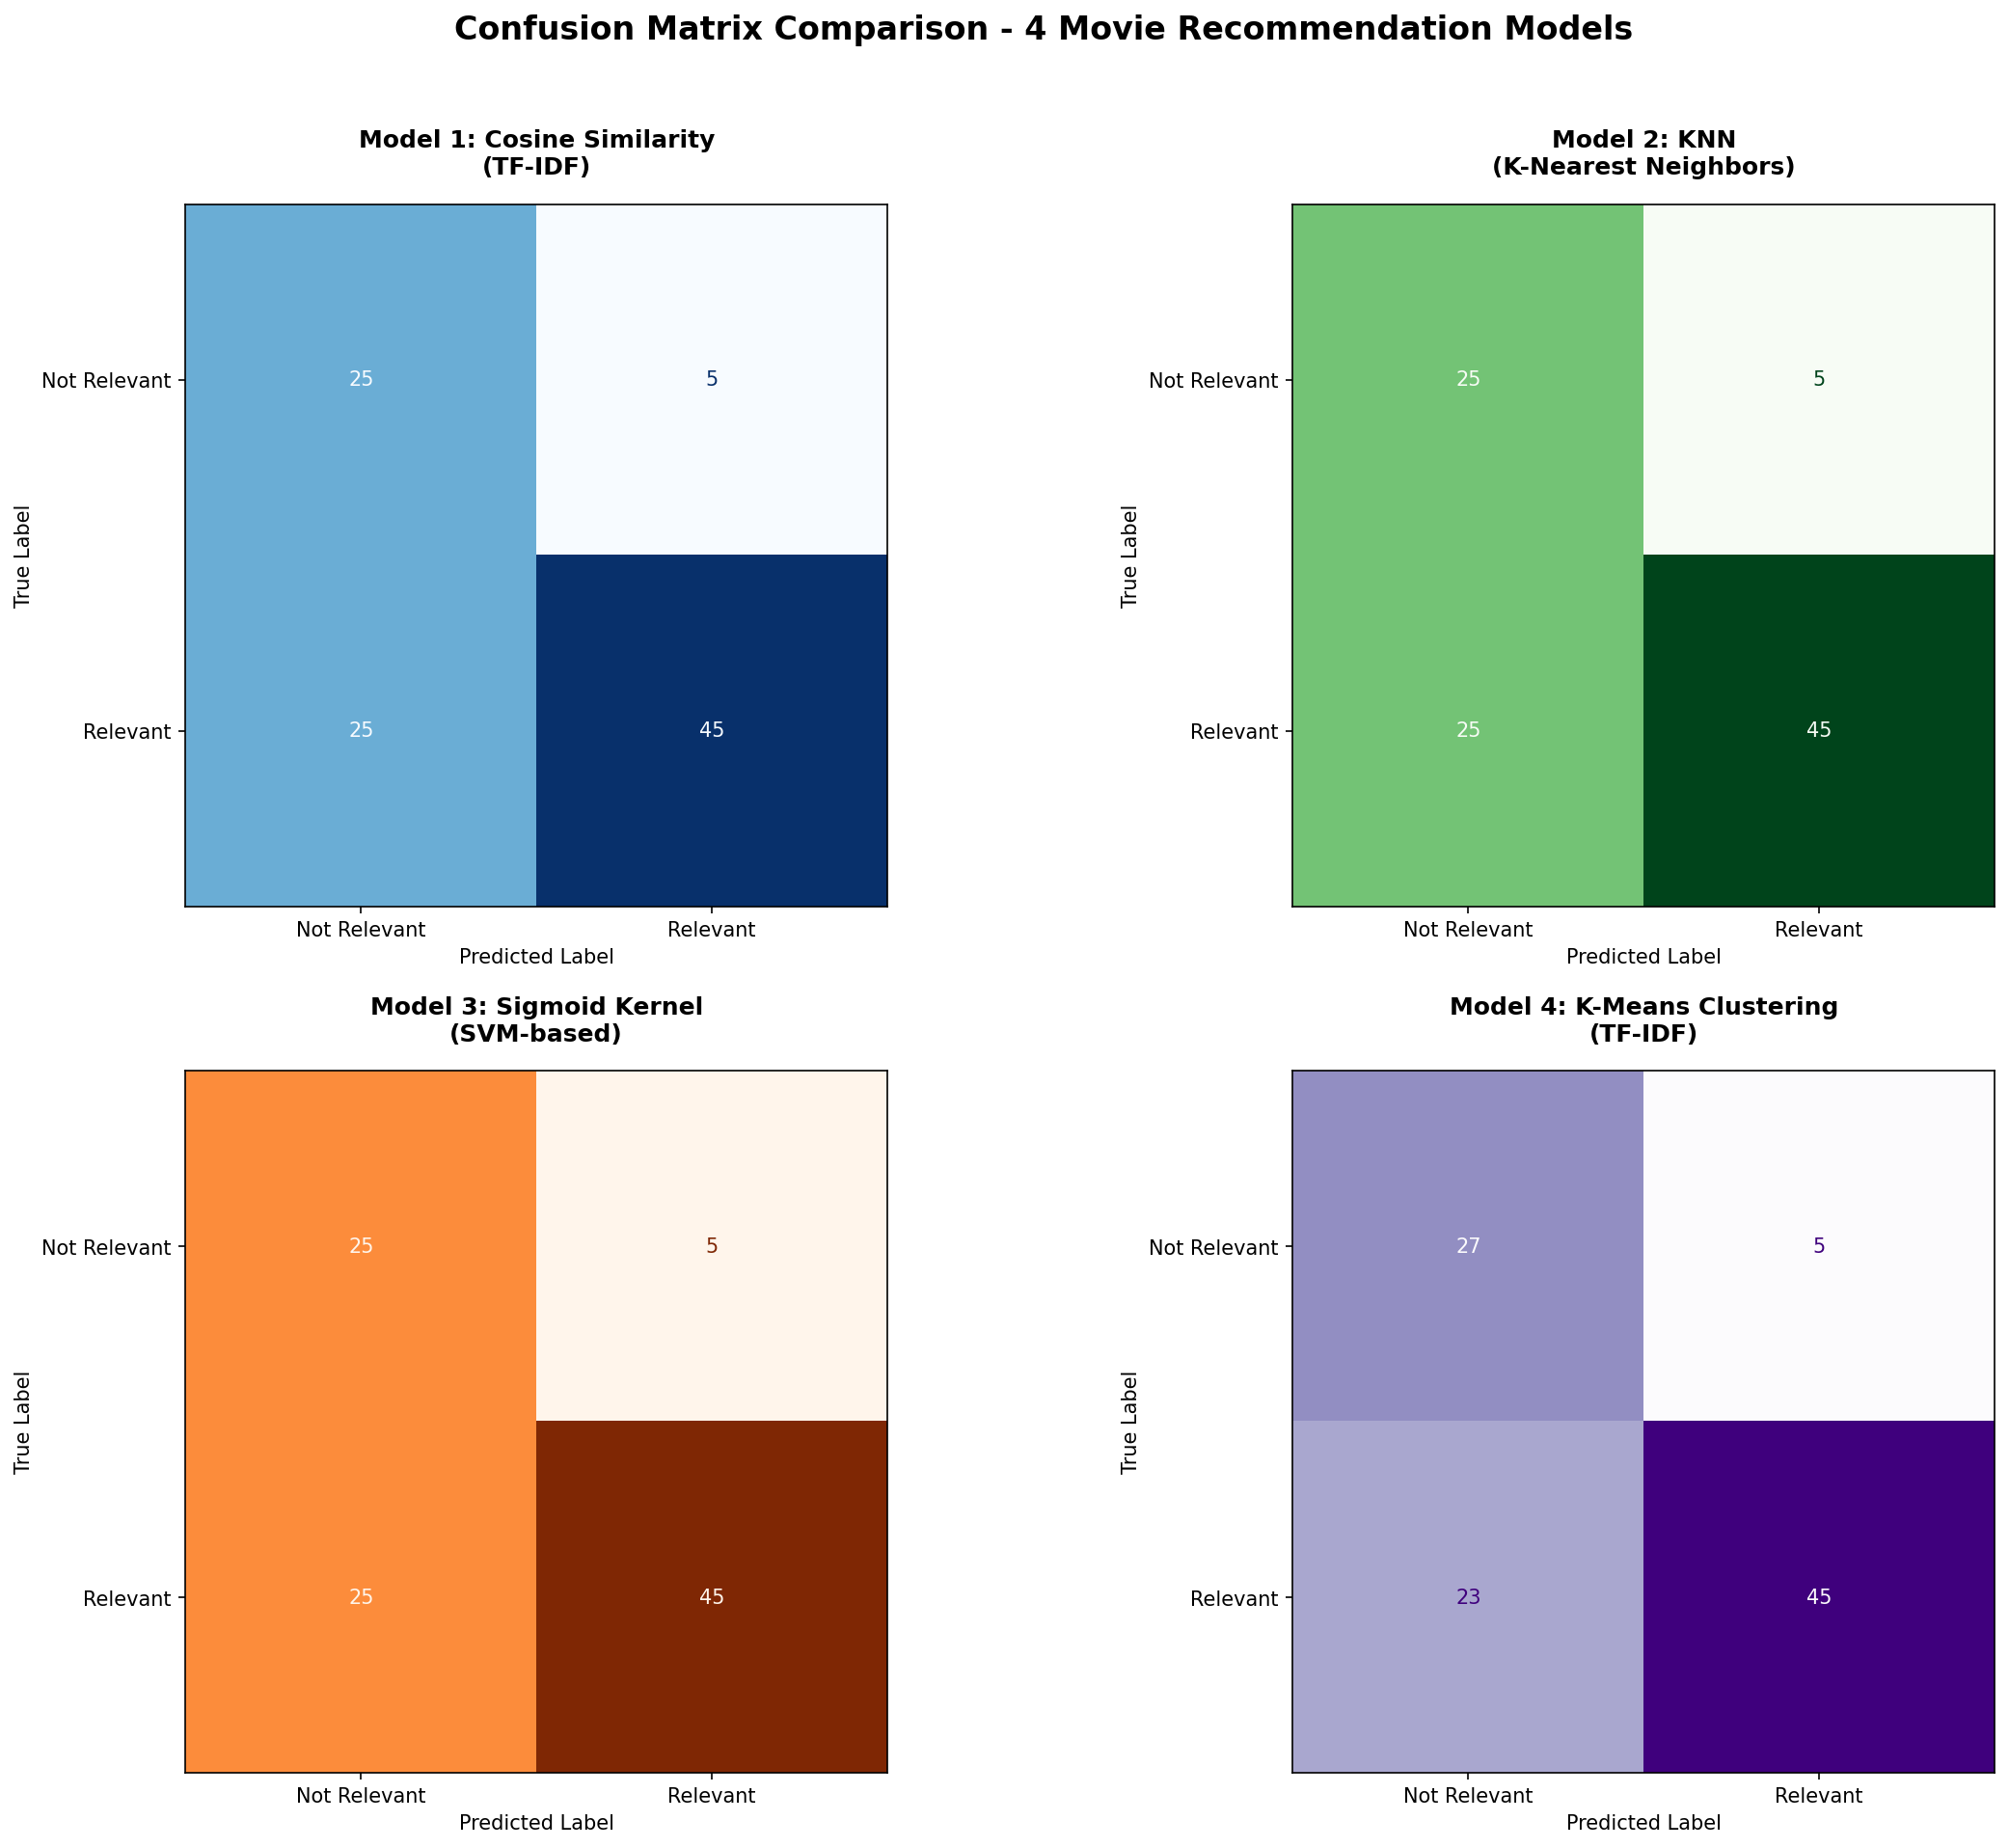 Confusion Matrix Comparison - 4 Movie Recommendation Models
Model 1: Cosine Similarity
(TF-IDF)
True Label
Not Relevant
25
5
Relevant
25
45
Not Relevant
Relevant
Predicted Label
Model 2: KNN
(K-Nearest Neighbors)
True Label
Not Relevant
25
5
Relevant
25
45
Not Relevant
Relevant
Predicted Label
Model 3: Sigmoid Kernel
(SVM-based)
True Label
Not Relevant
25
5
Relevant
25
45
Not Relevant
Relevant
Predicted Label
Model 4: K-Means Clustering
(TF-IDF)
True Label
Not Relevant
27
5
Relevant
23
45
Not Relevant
Relevant
Predicted Label